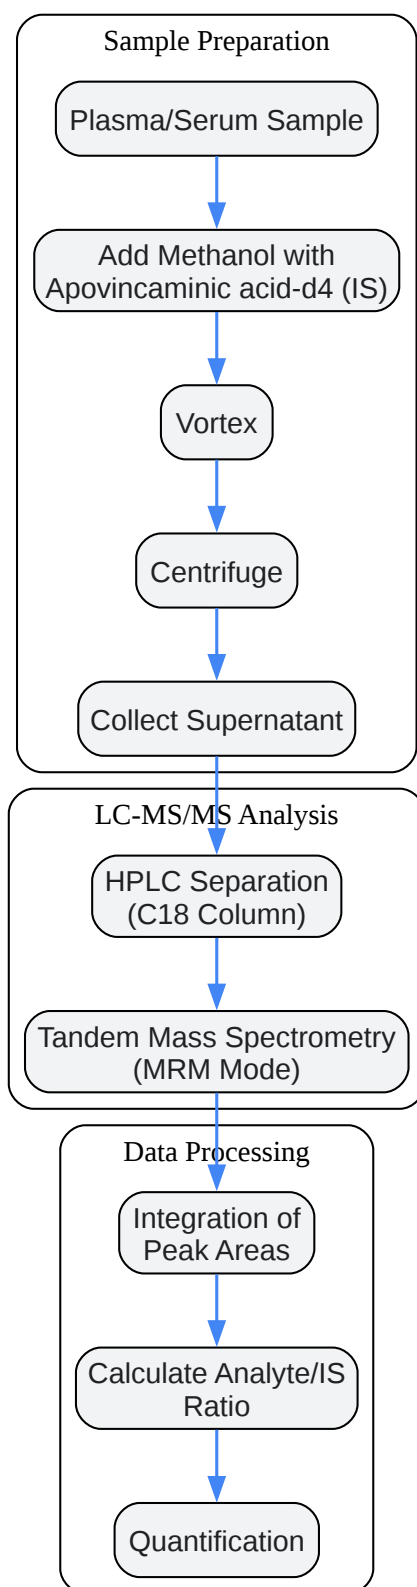 Sample Preparation
Plasma/Serum Sample
Add Methanol with
Apovincaminic acid-d4 (IS)
Vortex
Centrifuge
Collect Supernatant
LC-MS/MS Analysis
HPLC Separation
(C18 Column)
Tandem Mass Spectrometry
(MRM Mode)
Data Processing
Integration of
Peak Areas
Calculate Analyte/IS
Ratio
Quantification